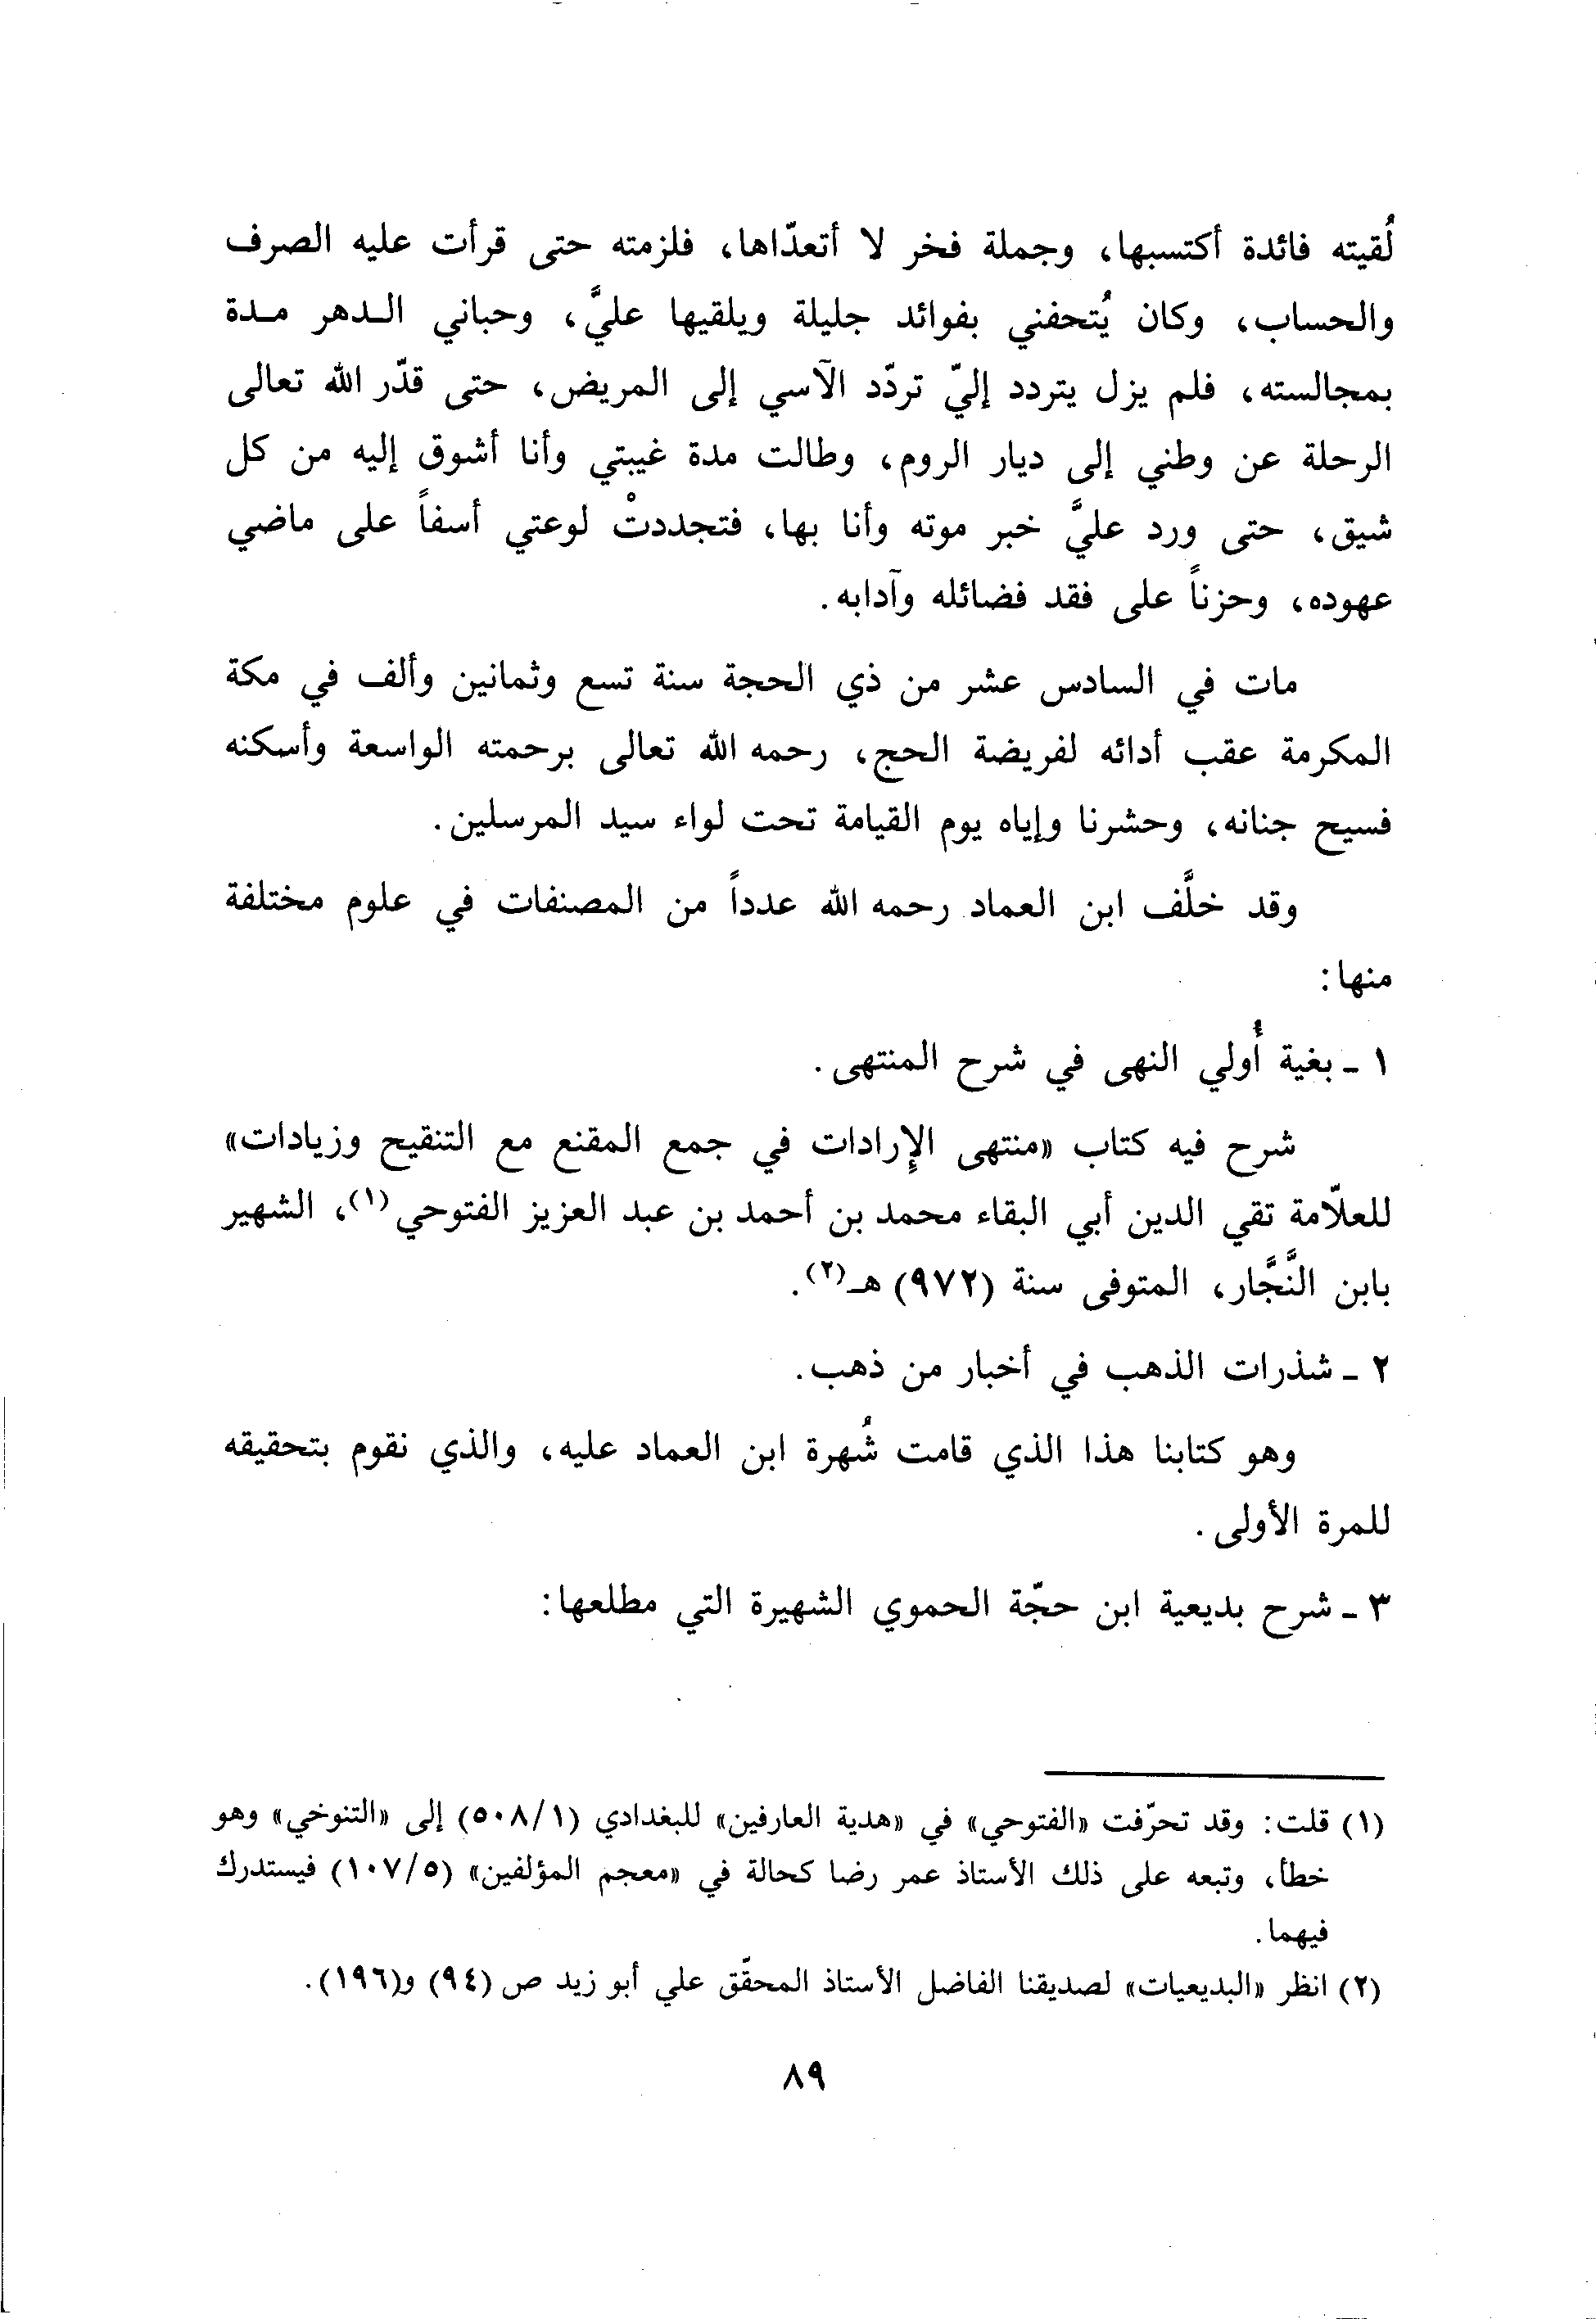 لُقيته فائدة أكتسبها، وجملة فخر لا أتعدّاها، فلزمته حتى قرأت عليه الصرف
والحساب، وكان يُتحفني بفوائد جليلة ويلقيها عليَّ، وحباني الـدهر مـدة
بمجالسته، فلم يزل يتردد إليّ تردّد الآسي إلى المريض، حتى قدّر الله تعالى
الرحلة عن وطني إلى ديار الروم، وطالت مدة غيبتي وأنا أشوق إليه من كل
شيق، حتى ورد عليَّ خبر موته وأنا بها، فتجددتْ لوعتي أسفاً على ماضي
عهوده، وحزناً على فقد فضائله وآدابه.
مات في السادس عشر من ذي الحجة سنة تسع وثمانين وألف في مكة
المكرمة عقب أدائه لفريضة الحج، رحمه الله تعالى برحمته الواسعة وأسكنه
فسيح جنانه، وحشرنا وإياه يوم القيامة تحت لواء سيد المرسلين.
وقد خلَّف ابن العماد رحمه الله عدداً من المصنفات في علوم مختلفة
منها:
١ - بغية أُولي النهى في شرح المنتهى.
شرح فيه كتاب «منتهى الإرادات في جمع المقنع مع التنقيح وزيادات»
للعلّامة تقي الدين أبي البقاء محمد بن أحمد بن عبد العزيز الفتوحي(١)، الشهير
بابن النَّجَّار، المتوفى سنة (٩٧٢) هـ(٢).
٢ - شذرات الذهب في أخبار من ذهب.
وهو كتابنا هذا الذي قامت شُهرة ابن العماد عليه، والذي نقوم بتحقيقه
للمرة الأولى.
٣ - شرح بديعية ابن حجّة الحموي الشهيرة التي مطلعها:
(١) قلت: وقد تحرّفت «الفتوحي» في «هدية العارفين» للبغدادي (٥٠٨/١) إلى «التنوخي» وهو
خطأ، وتبعه على ذلك الأستاذ عمر رضا كحالة في «معجم المؤلفين» (١٠٧/٥) فيستدرك
فيهما.
(٢) انظر «البديعيات» لصديقنا الفاضل الأستاذ المحقّق علي أبو زيد ص (٩٤) و(١٩٦).
٨٩